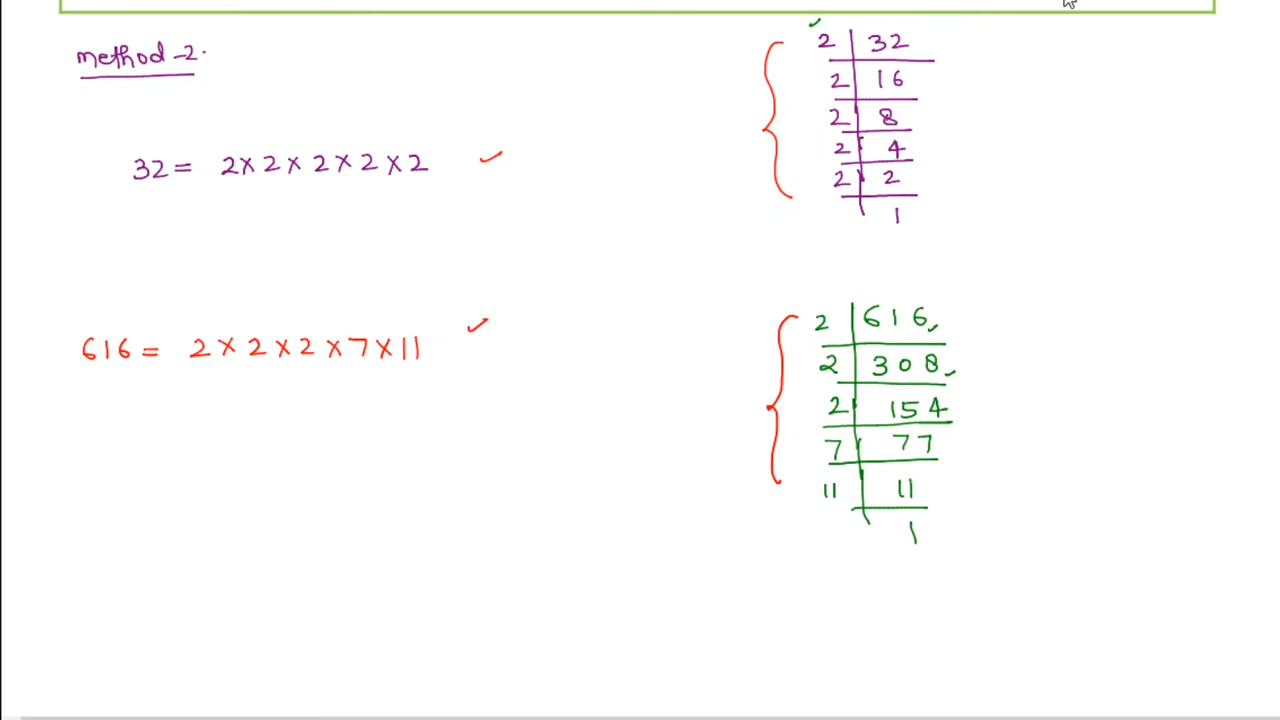 method -2.
2 | 32
2 | 16
2 | 8
2 | 4
2 | 2
1
32 = 2 × 2 × 2 × 2 × 2
616 = 2 × 2 × 2 × 7 × 11
2 | 616
2 | 308
2 | 154
7 | 77
11 | 11
1